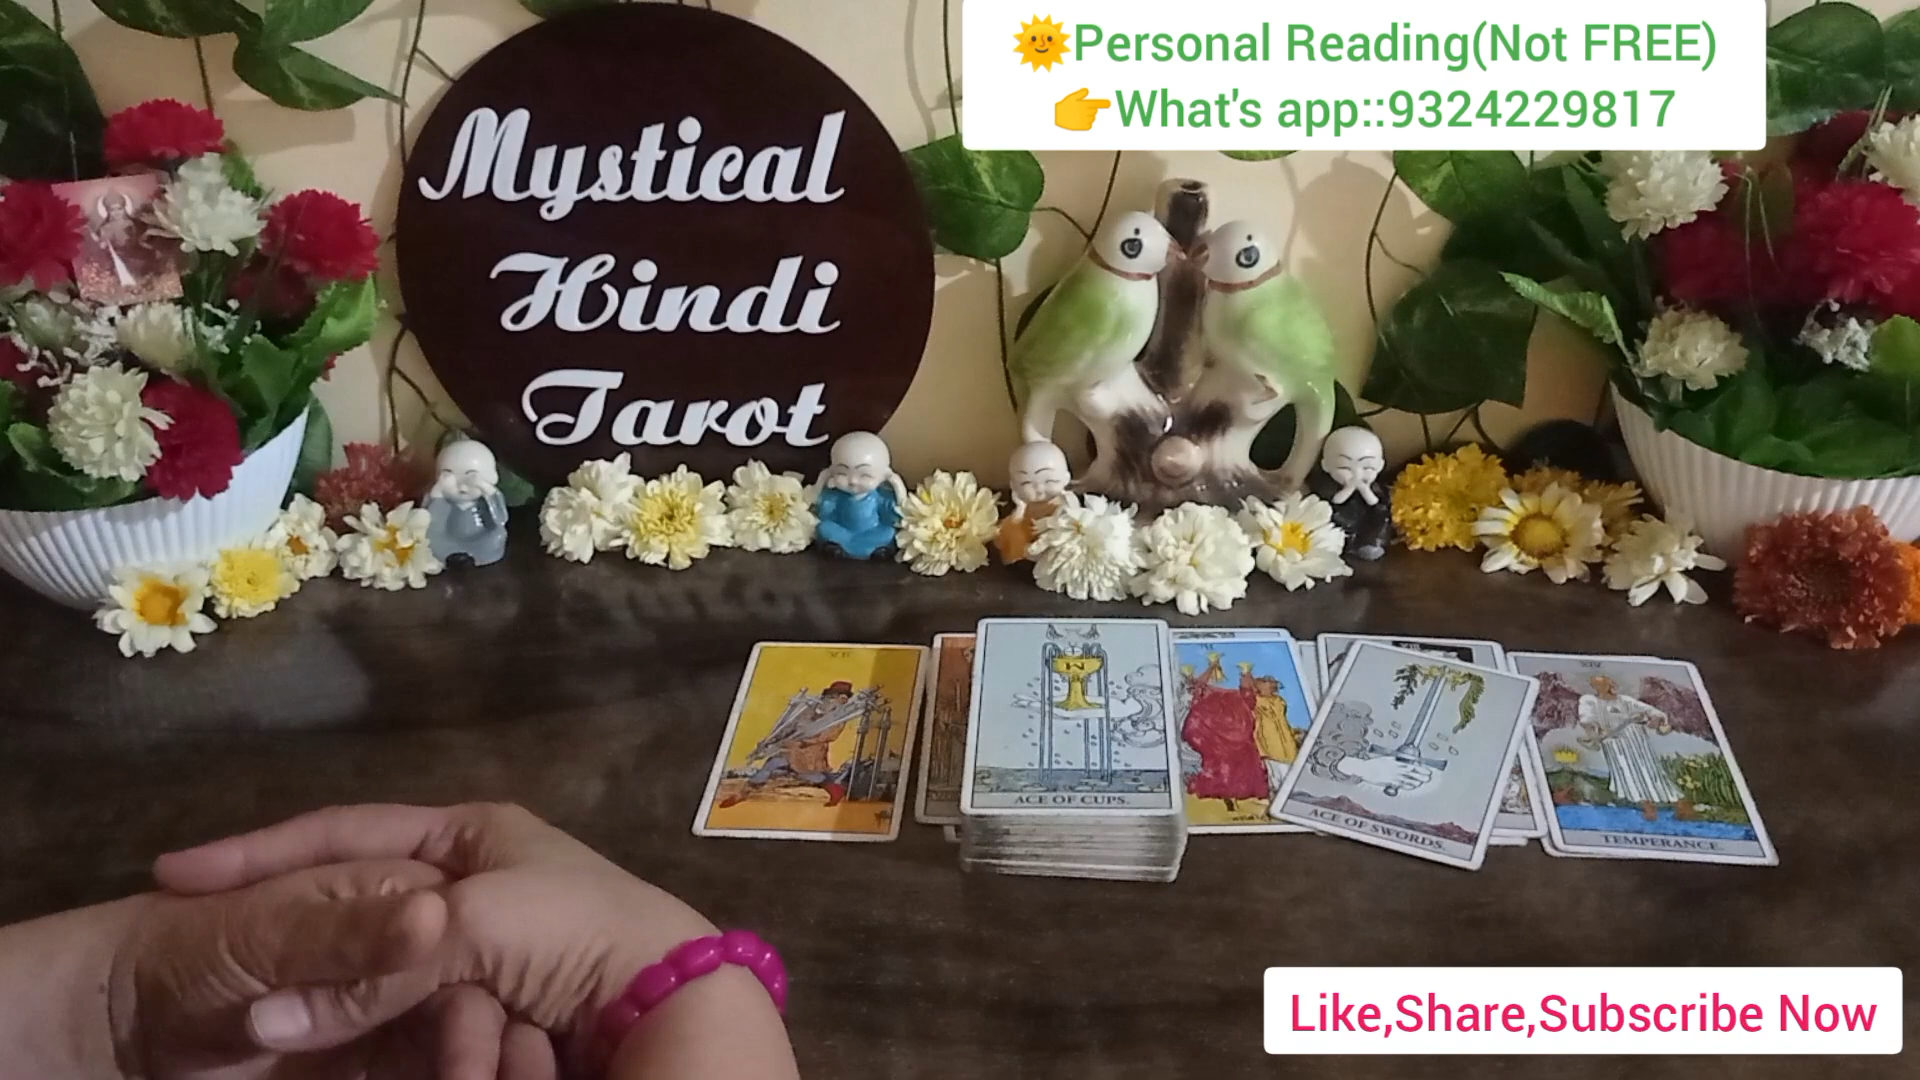 🌞Personal Reading(Not FREE)
👉What's app::9324229817
Mystical
Hindi
Tarot
ACE OF CUPS.
ACE OF SWORDS.
XIV
TEMPERANCE.
Like,Share,Subscribe Now